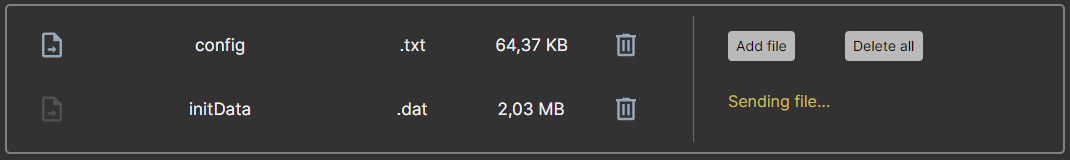 config .txt 64,37 KB
initData .dat 2,03 MB
Add file Delete all
Sending file...